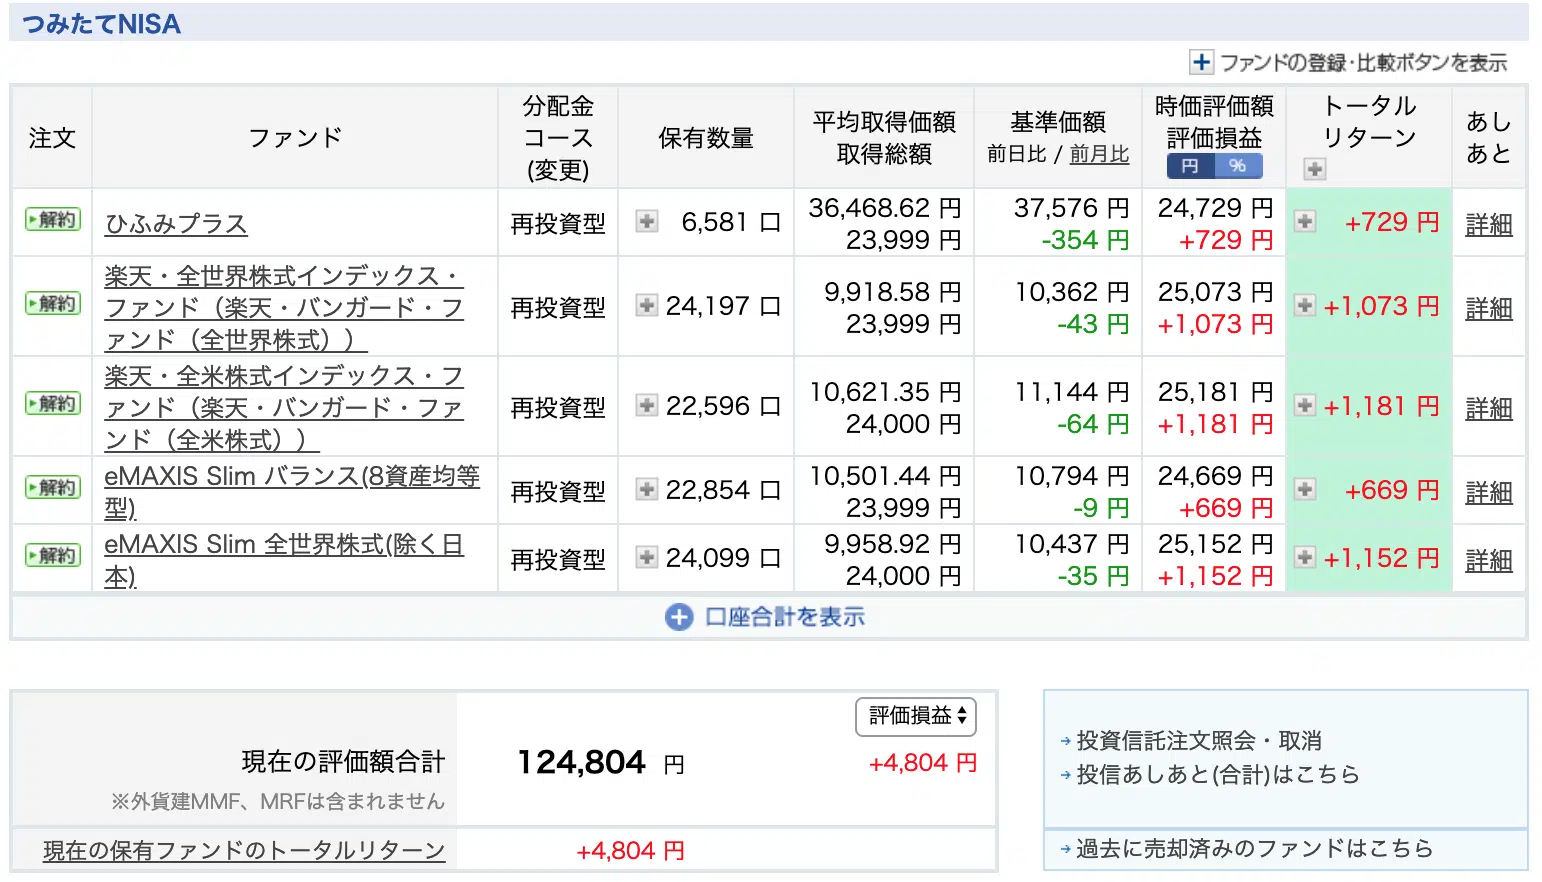 つみたてNISA
ファンドの登録･比較ボタンを表示
注文
ファンド
分配金
コース
(変更)
保有数量
平均取得価額
取得総額
基準価額
前日比 / 前月比
時価評価額
評価損益
円 %
トータル
リターン
あし
あと
解約
ひふみプラス
再投資型
6,581 口
36,468.62 円
23,999 円
37,576 円
-354 円
24,729 円
+729 円
+729 円
詳細
解約
楽天・全世界株式インデックス・
ファンド（楽天・バンガード・フ
ァンド（全世界株式））
再投資型
24,197 口
9,918.58 円
23,999 円
10,362 円
-43 円
25,073 円
+1,073 円
+1,073 円
詳細
解約
楽天・全米株式インデックス・フ
ァンド（楽天・バンガード・ファ
ンド（全米株式））
再投資型
22,596 口
10,621.35 円
24,000 円
11,144 円
-64 円
25,181 円
+1,181 円
+1,181 円
詳細
解約
eMAXIS Slim バランス(8資産均等
型)
再投資型
22,854 口
10,501.44 円
23,999 円
10,794 円
-9 円
24,669 円
+669 円
+669 円
詳細
解約
eMAXIS Slim 全世界株式(除く日
本)
再投資型
24,099 口
9,958.92 円
24,000 円
10,437 円
-35 円
25,152 円
+1,152 円
+1,152 円
詳細
口座合計を表示
評価損益
現在の評価額合計
124,804 円
+4,804 円
※外貨建MMF、MRFは含まれません
現在の保有ファンドのトータルリターン
+4,804 円
投資信託注文照会・取消
投信あしあと(合計)はこちら
過去に売却済みのファンドはこちら